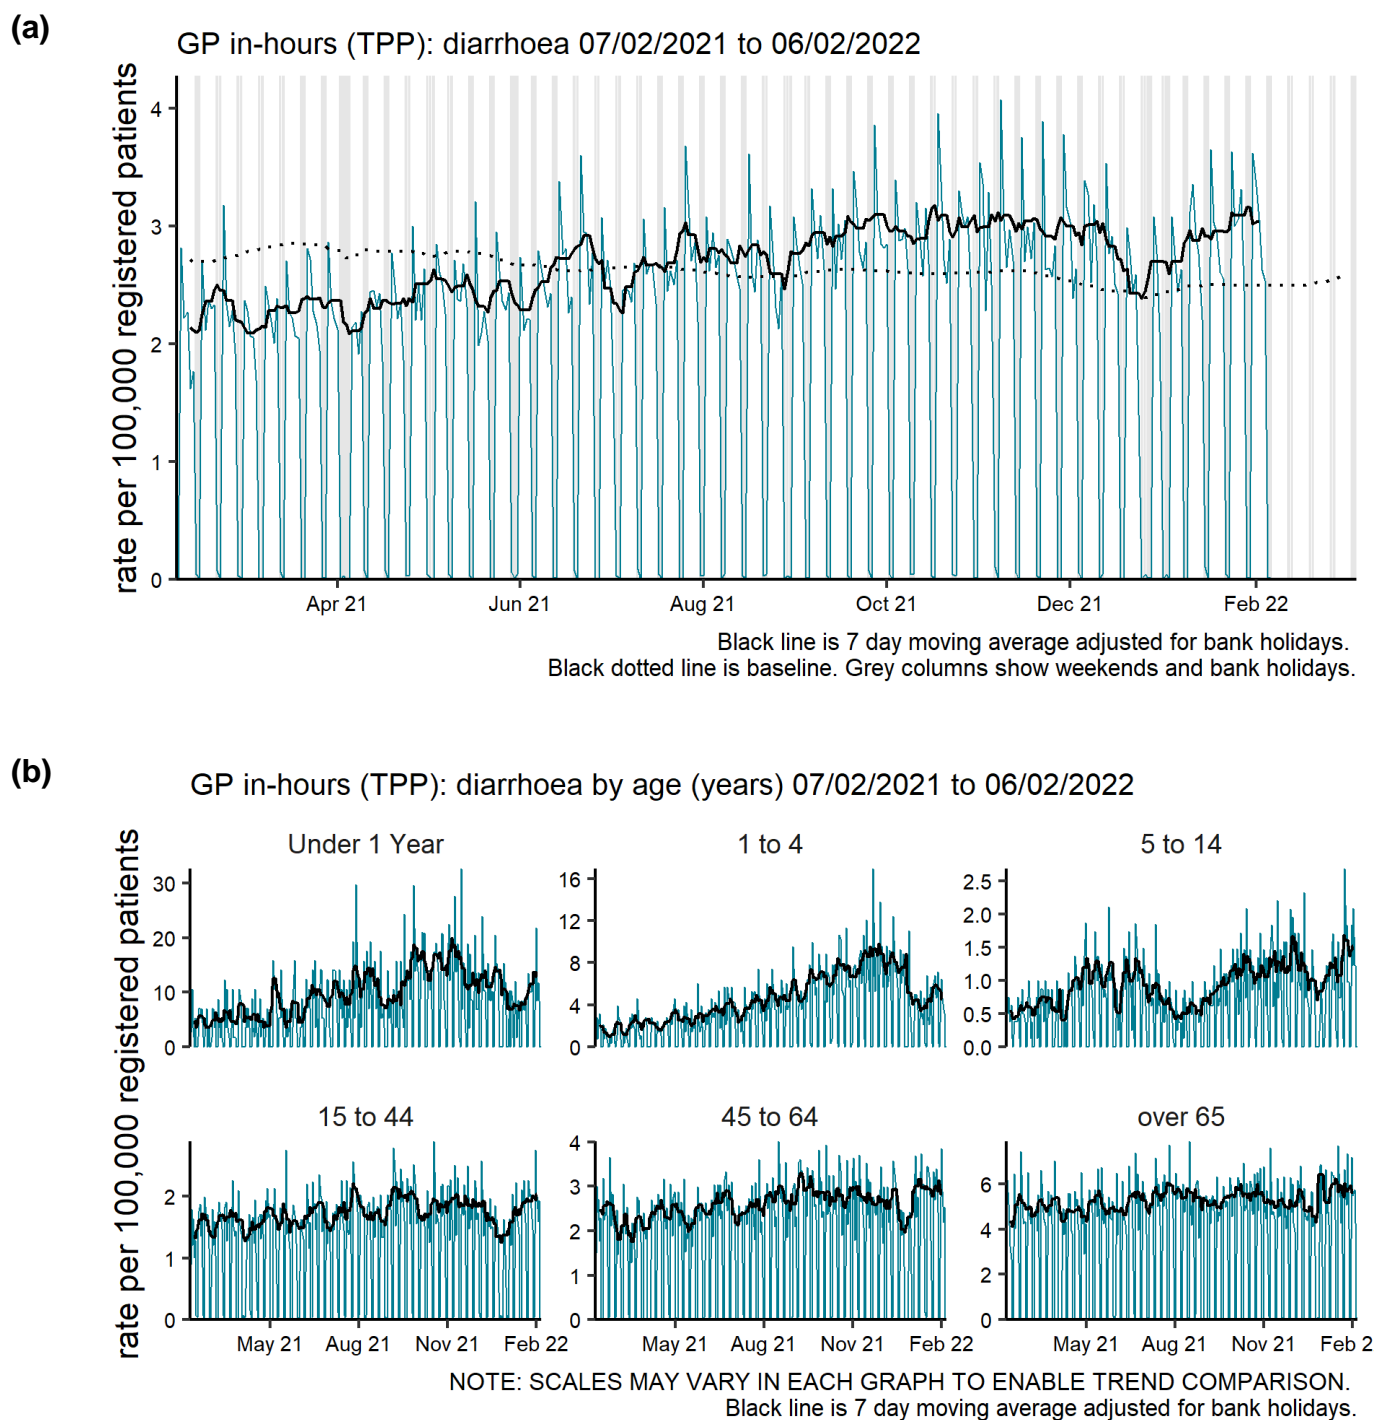 (a)
GP in-hours (TPP): diarrhoea 07/02/2021 to 06/02/2022
rate per 100,000 registered patients
4
3
2
1
0
Apr 21 Jun 21 Aug 21 Oct 21 Dec 21 Feb 22
Black line is 7 day moving average adjusted for bank holidays.
Black dotted line is baseline. Grey columns show weekends and bank holidays.
(b)
GP in-hours (TPP): diarrhoea by age (years) 07/02/2021 to 06/02/2022
rate per 100,000 registered patients
Under 1 Year
30
20
10
0
1 to 4
16
12
8
4
0
5 to 14
2.5
2.0
1.5
1.0
0.5
0.0
15 to 44
2
1
0
May 21 Aug 21 Nov 21 Feb 22
45 to 64
4
3
2
1
0
May 21 Aug 21 Nov 21 Feb 22
over 65
6
4
2
0
May 21 Aug 21 Nov 21 Feb 2
NOTE: SCALES MAY VARY IN EACH GRAPH TO ENABLE TREND COMPARISON.
Black line is 7 day moving average adjusted for bank holidays.